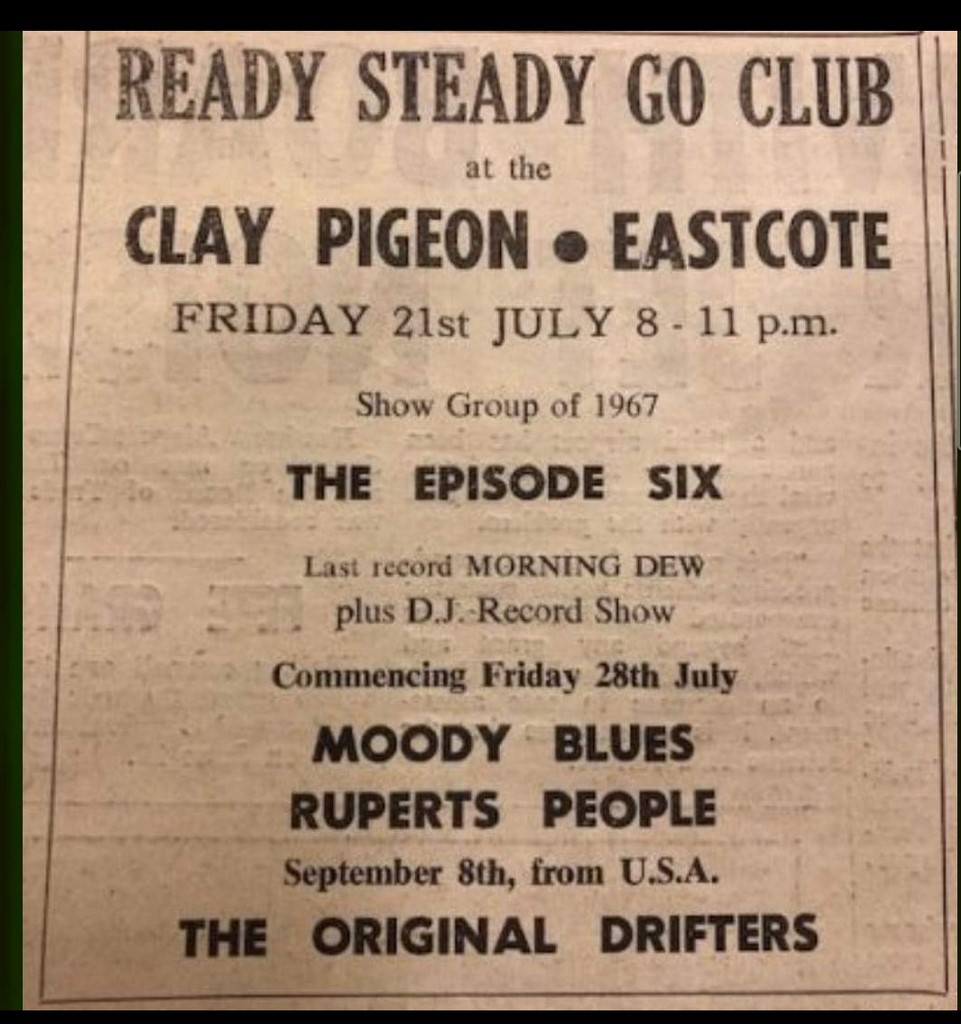 READY STEADY GO CLUB
at the
CLAY PIGEON • EASTCOTE
FRIDAY 21st JULY 8 - 11 p.m.
Show Group of 1967
THE EPISODE SIX
Last record MORNING DEW
plus D.J. Record Show
Commencing Friday 28th July
MOODY BLUES
RUPERTS PEOPLE
September 8th, from U.S.A.
THE ORIGINAL DRIFTERS